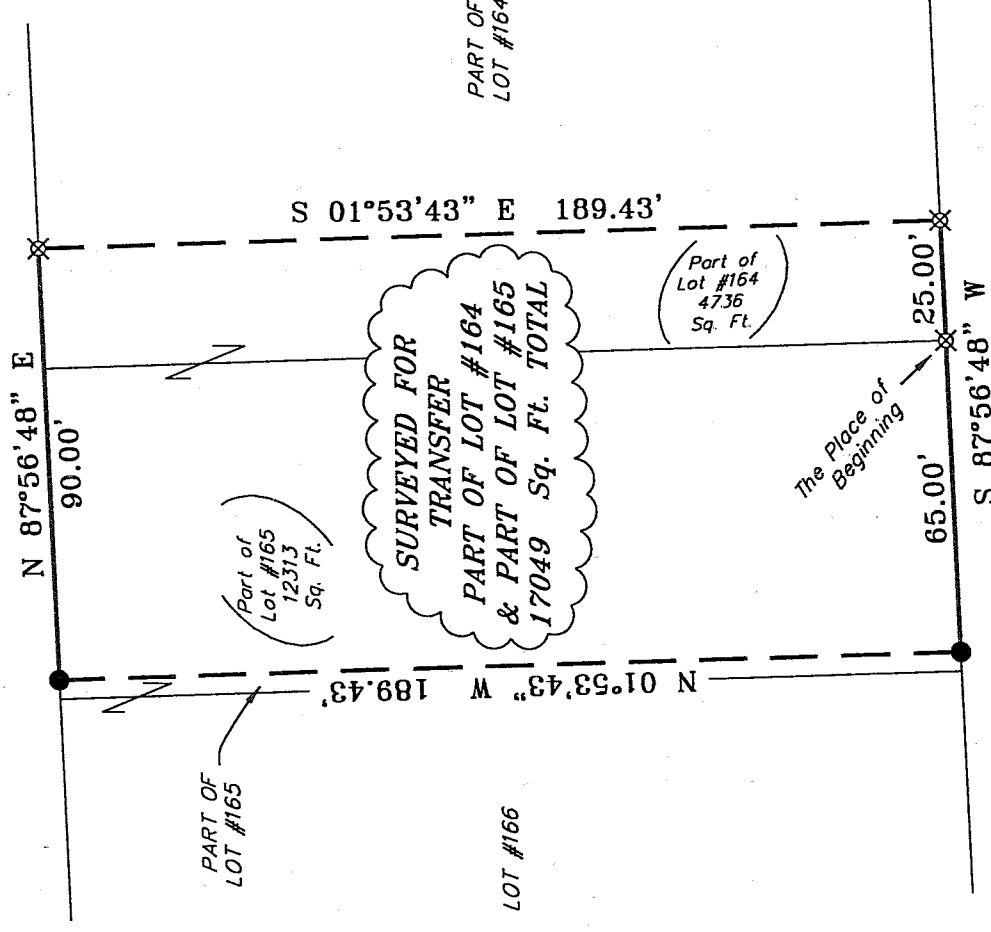 PART OF
LOT #164
S 01°53'43" E 189.43'
N 87°56'48" E
90.00'
Part of
Lot #164
4736
Sq. Ft.
25.00'
SURVEYED FOR
TRANSFER
PART OF LOT #164
& PART OF LOT #165
17049 Sq. Ft. TOTAL
The Place of
Beginning
65.00'
S 87°56'48" W
Part of
Lot #165
12313
Sq. Ft.
N 01°53'43" W 189.43'
PART OF
LOT #165
LOT #166